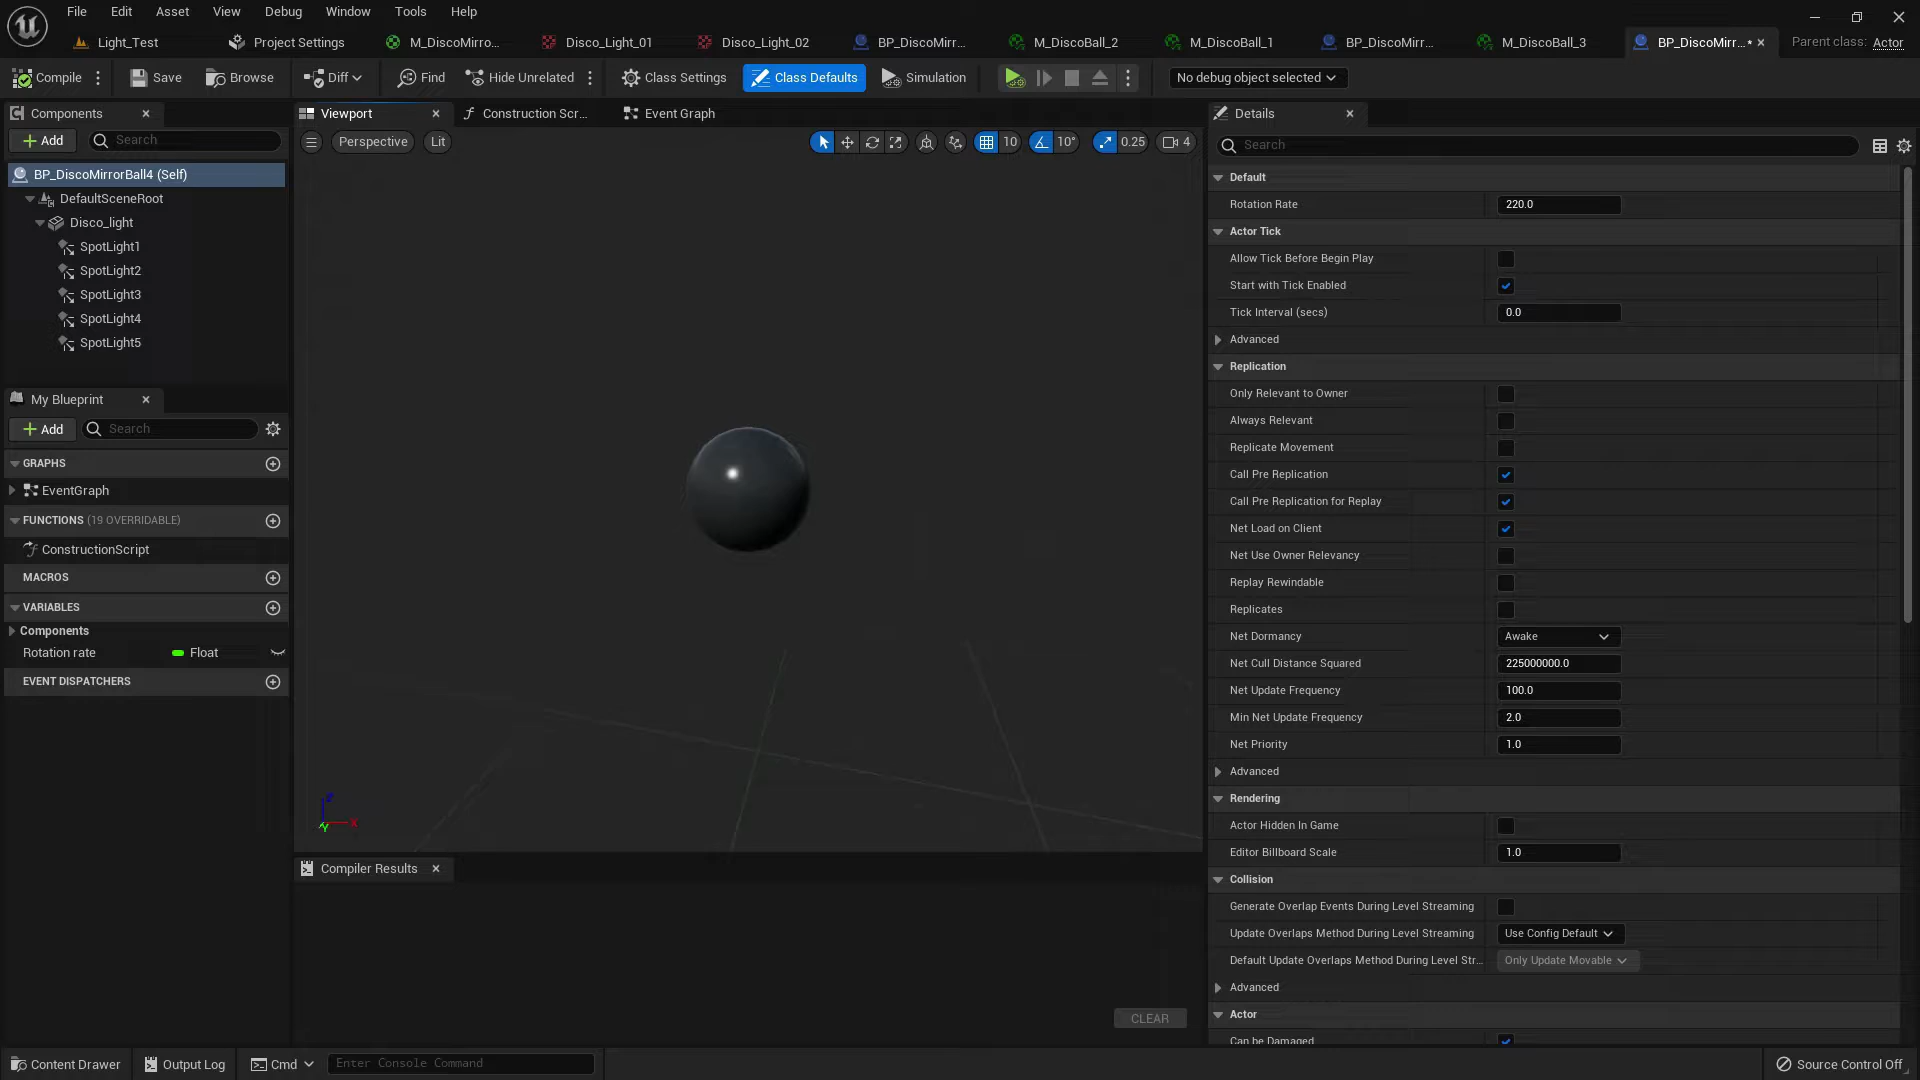 File Edit Asset View Debug Window Tools Help
Light_Test Project Settings M_DiscoMirro... Disco_Light_01 Disco_Light_02 BP_DiscoMirr... M_DiscoBall_2 M_DiscoBall_1 BP_DiscoMirr... M_DiscoBall_3 BP_DiscoMirr...* Parent class: Actor
Compile Save Browse Diff Find Hide Unrelated Class Settings Class Defaults Simulation No debug object selected
Components
Add Search
BP_DiscoMirrorBall4 (Self)
DefaultSceneRoot
Disco_light
SpotLight1
SpotLight2
SpotLight3
SpotLight4
SpotLight5
My Blueprint
Add Search
GRAPHS
EventGraph
FUNCTIONS (19 OVERRIDABLE)
ConstructionScript
MACROS
VARIABLES
Components
Rotation rate Float
EVENT DISPATCHERS
Viewport Construction Scr... Event Graph
Perspective Lit 10 10° 0.25 4
Z
X
Y
Compiler Results
CLEAR
Details
Search
Default
Rotation Rate 220.0
Actor Tick
Allow Tick Before Begin Play
Start with Tick Enabled
Tick Interval (secs) 0.0
Advanced
Replication
Only Relevant to Owner
Always Relevant
Replicate Movement
Call Pre Replication
Call Pre Replication for Replay
Net Load on Client
Net Use Owner Relevancy
Replay Rewindable
Replicates
Net Dormancy Awake
Net Cull Distance Squared 225000000.0
Net Update Frequency 100.0
Min Net Update Frequency 2.0
Net Priority 1.0
Advanced
Rendering
Actor Hidden In Game
Editor Billboard Scale 1.0
Collision
Generate Overlap Events During Level Streaming
Update Overlaps Method During Level Streaming Use Config Default
Default Update Overlaps Method During Level Str... Only Update Movable
Advanced
Actor
Can be Damaged
Content Drawer Output Log Cmd Enter Console Command Source Control Off